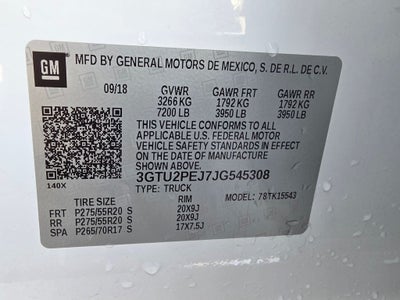 GM MFD BY GENERAL MOTORS DE MEXICO, S. DE R.L. DE C.V.
09/18 GVWR GAWR FRT GAWR RR
3266 KG 1792 KG 1792 KG
7200 LB 3950 LB 3950 LB
THIS VEHICLE CONFORMS TO ALL
APPLICABLE U.S. FEDERAL MOTOR
VEHICLE SAFETY STANDARDS IN EFFECT
ON THE DATE OF MANUFACTURE
SHOWN ABOVE.
3GTU2PEJ7JG545308
140X TYPE: TRUCK MODEL: 78TK15543
RIM
FRT P275/55R20 S 20X9J
RR P275/55R20 S 20X9J
SPA P265/70R17 S 17X7.5J